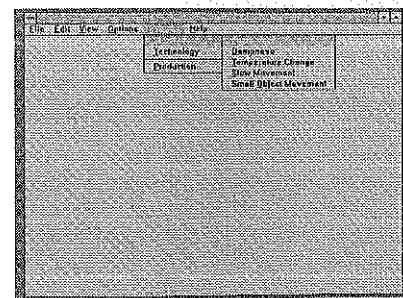 File Edit View Options Help
Technology
Production
Dampness
Temperature Change
Slow Movement
Small Object Movement